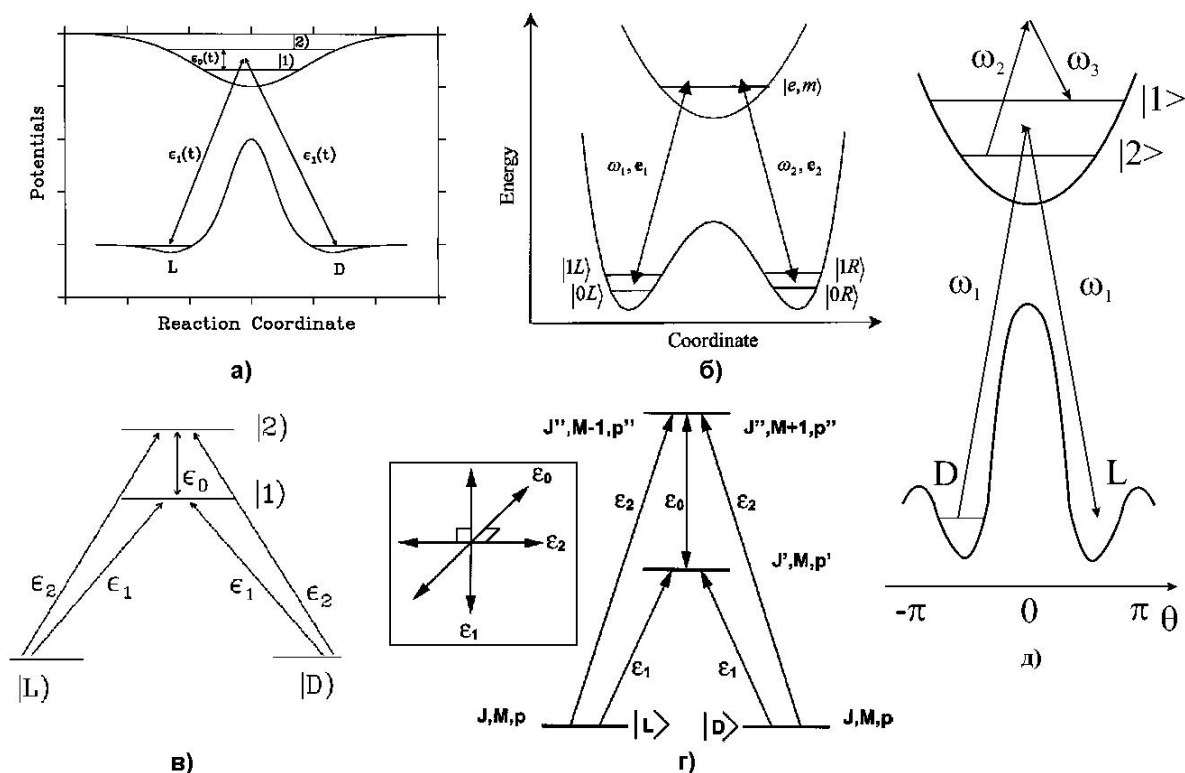 Potentials
ε₀(t)
|2)
|1)
ε₁(t)
ε₁(t)
L
D
Reaction Coordinate
а)
Energy
|e,m⟩
ω₁, e₁
ω₂, e₂
|1L⟩
|0L⟩
|1R⟩
|0R⟩
Coordinate
б)
ω₂
ω₃
|1>
|2>
ω₁
ω₁
D
L
-π
0
π
θ
д)
|2)
ϵ₀
|1)
ϵ₂
ϵ₁
ϵ₁
ϵ₂
|L)
|D)
в)
ε₀
ε₂
ε₁
J'',M-1,p''
J'',M+1,p''
ε₂
ε₀
ε₂
J',M,p'
ε₁
ε₁
J,M,p
|L>
|D>
J,M,p
г)